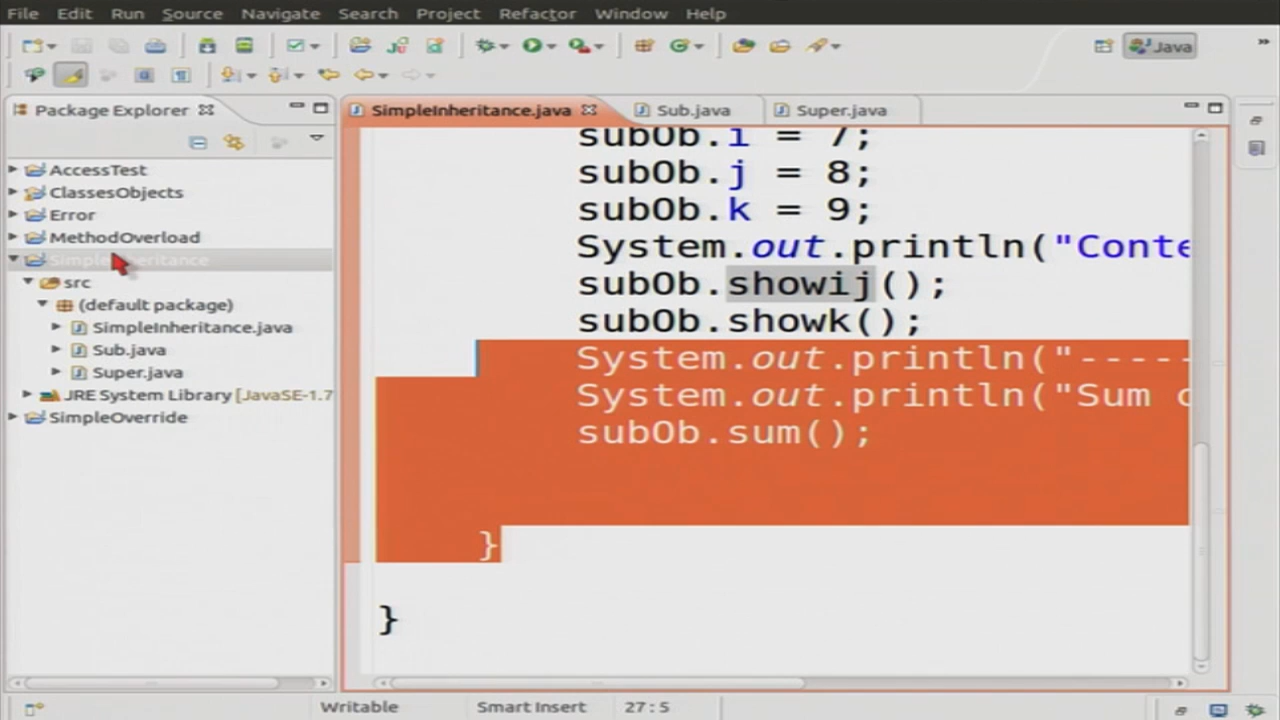 File Edit Run Source Navigate Search Project Refactor Window Help
Java
Package Explorer
SimpleInheritance.java
Sub.java
Super.java
AccessTest
ClassesObjects
Error
MethodOverload
SimpleInheritance
src
(default package)
SimpleInheritance.java
Sub.java
Super.java
JRE System Library [JavaSE-1.7
SimpleOverride
subOb.i = 7;
subOb.j = 8;
subOb.k = 9;
System.out.println("Conte
subOb.showij();
subOb.showk();
System.out.println("-----
System.out.println("Sum
subOb.sum();
}
}
Writable Smart Insert 27 : 5